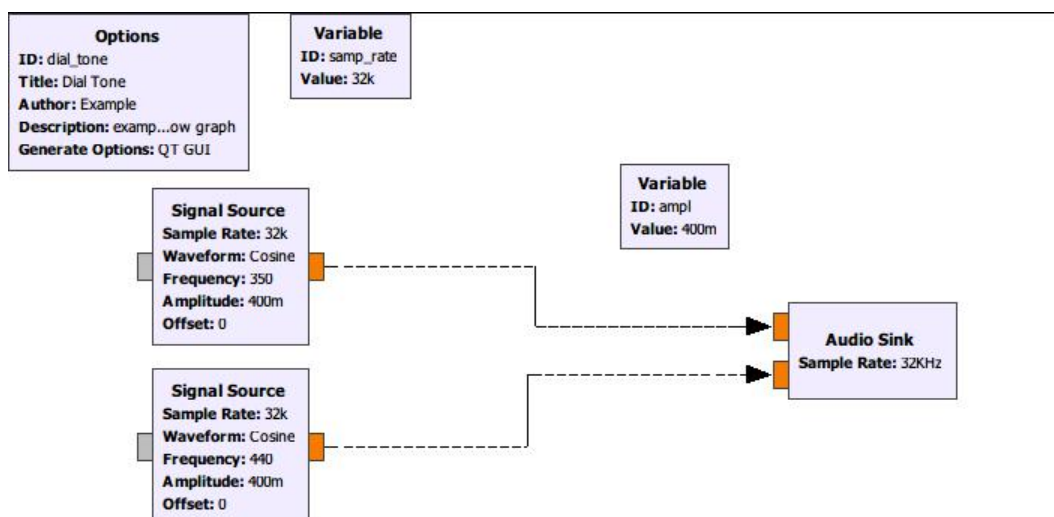 Options
ID: dial_tone
Title: Dial Tone
Author: Example
Description: examp...ow graph
Generate Options: QT GUI
Variable
ID: samp_rate
Value: 32k
Variable
ID: ampl
Value: 400m
Signal Source
Sample Rate: 32k
Waveform: Cosine
Frequency: 350
Amplitude: 400m
Offset: 0
Audio Sink
Sample Rate: 32KHz
Signal Source
Sample Rate: 32k
Waveform: Cosine
Frequency: 440
Amplitude: 400m
Offset: 0